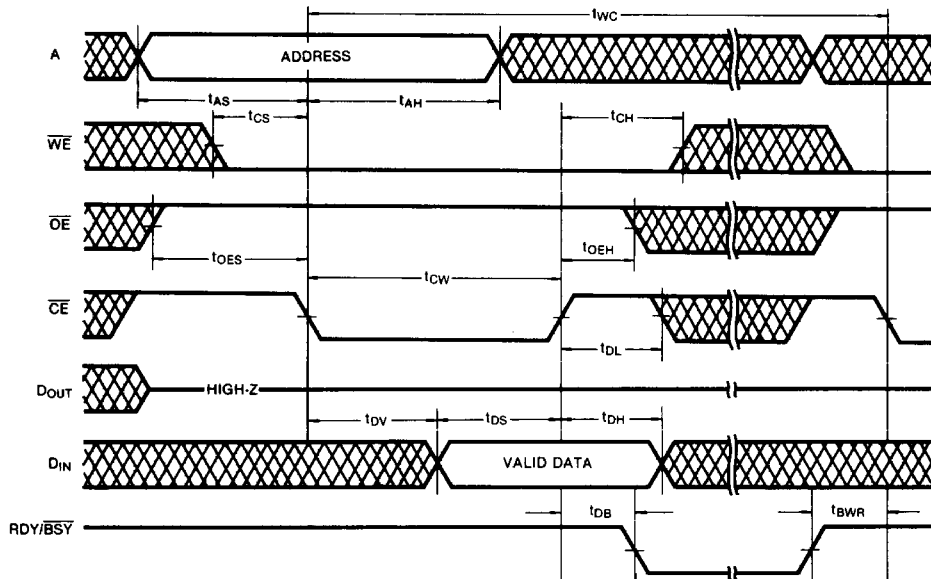 tWC
A
ADDRESS
tAS
tAH
tCS
tCH
WE
OE
tOES
tOEH
tCW
CE
tDL
DOUT
HIGH-Z
tDV
tDS
tDH
DIN
VALID DATA
tDB
tBWR
RDY/BSY